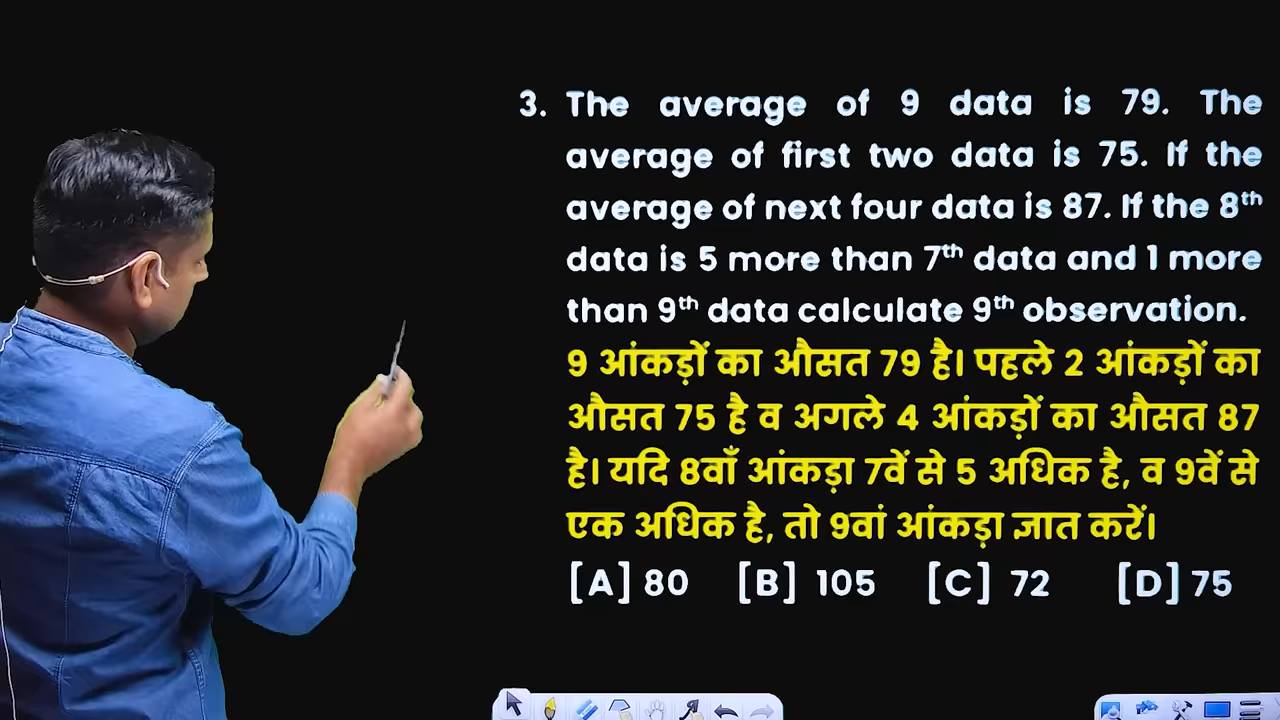 3. The average of 9 data is 79. The
average of first two data is 75. If the
average of next four data is 87. If the 8th
data is 5 more than 7th data and 1 more
than 9th data calculate 9th observation.
9 आंकड़ों का औसत 79 है। पहले 2 आंकड़ों का
औसत 75 है व अगले 4 आंकड़ों का औसत 87
है। यदि 8वाँ आंकड़ा 7वें से 5 अधिक है, व 9वें से
एक अधिक है, तो 9वां आंकड़ा ज्ञात करें।
[A] 80 [B] 105 [C] 72 [D] 75